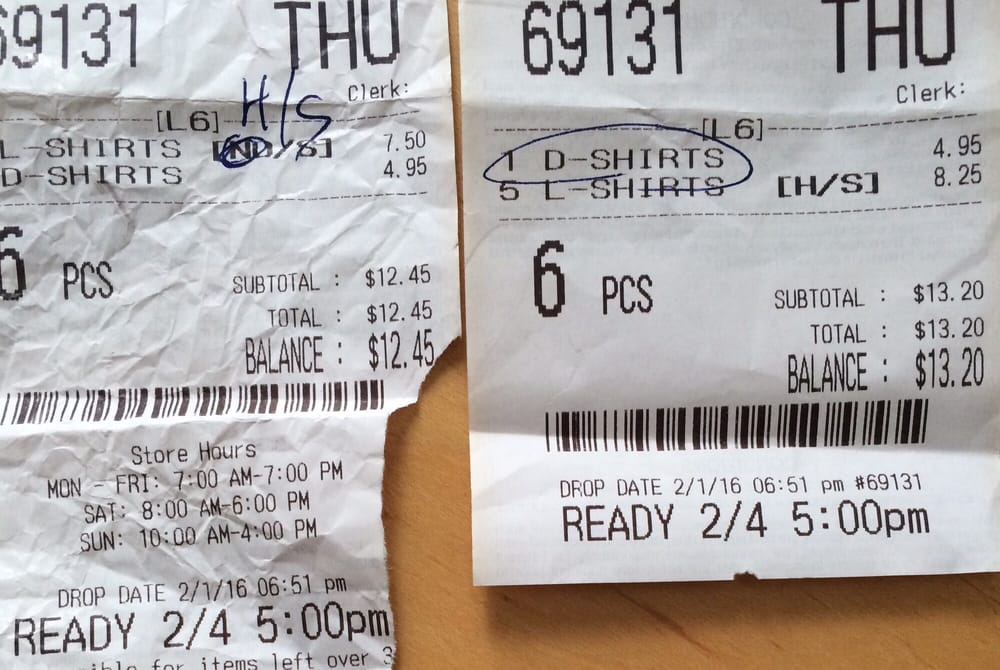 69131 THU
H/S
Clerk:
[L6]
L-SHIRTS 7.50
D-SHIRTS 4.95
6 PCS
SUBTOTAL : $12.45
TOTAL : $12.45
BALANCE : $12.45
Store Hours
MON - FRI: 7:00 AM-7:00 PM
SAT: 8:00 AM-6:00 PM
SUN: 10:00 AM-4:00 PM
DROP DATE 2/1/16 06:51 pm
READY 2/4 5:00pm
for items left over 3
69131 THU
Clerk:
[L6]
1 D-SHIRTS 4.95
5 L-SHIRTS [H/S] 8.25
6 PCS
SUBTOTAL : $13.20
TOTAL : $13.20
BALANCE : $13.20
DROP DATE 2/1/16 06:51 pm #69131
READY 2/4 5:00pm